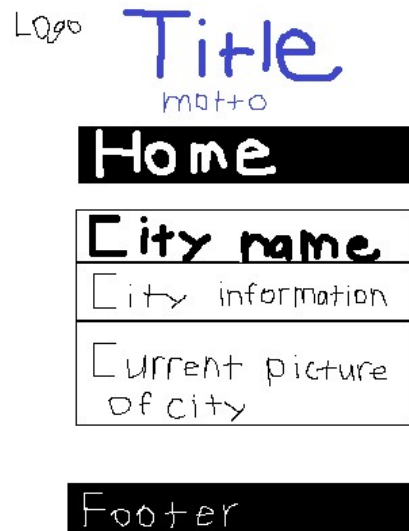 Logo
Title
motto
Home
City name
City information
Current picture
of city
Footer